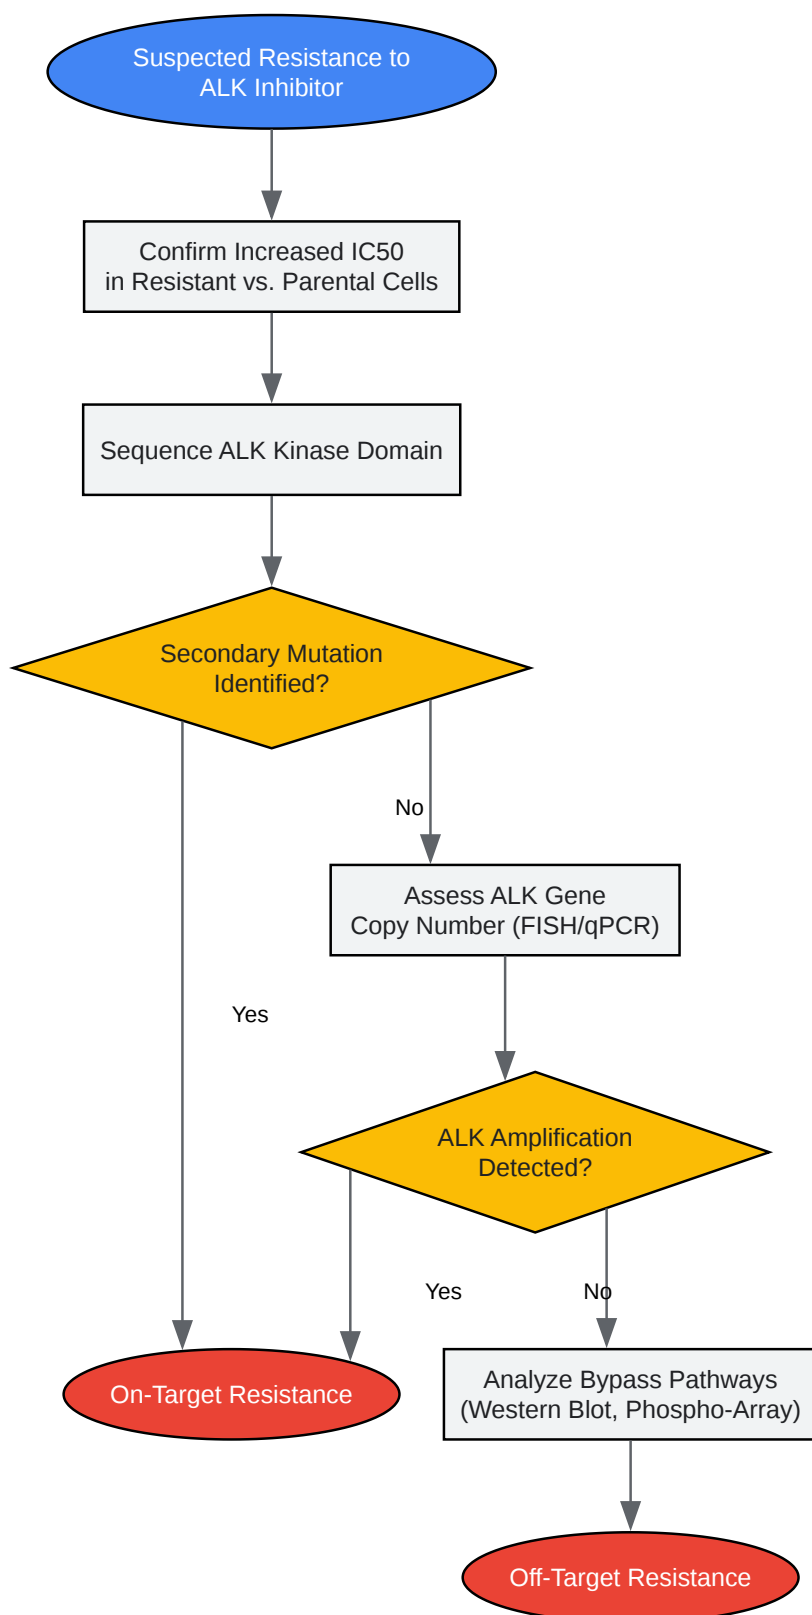 Suspected Resistance to
ALK Inhibitor
Confirm Increased IC50
in Resistant vs. Parental Cells
Sequence ALK Kinase Domain
Secondary Mutation
Identified?
No
Assess ALK Gene
Copy Number (FISH/qPCR)
Yes
ALK Amplification
Detected?
Yes
No
On-Target Resistance
Analyze Bypass Pathways
(Western Blot, Phospho-Array)
Off-Target Resistance